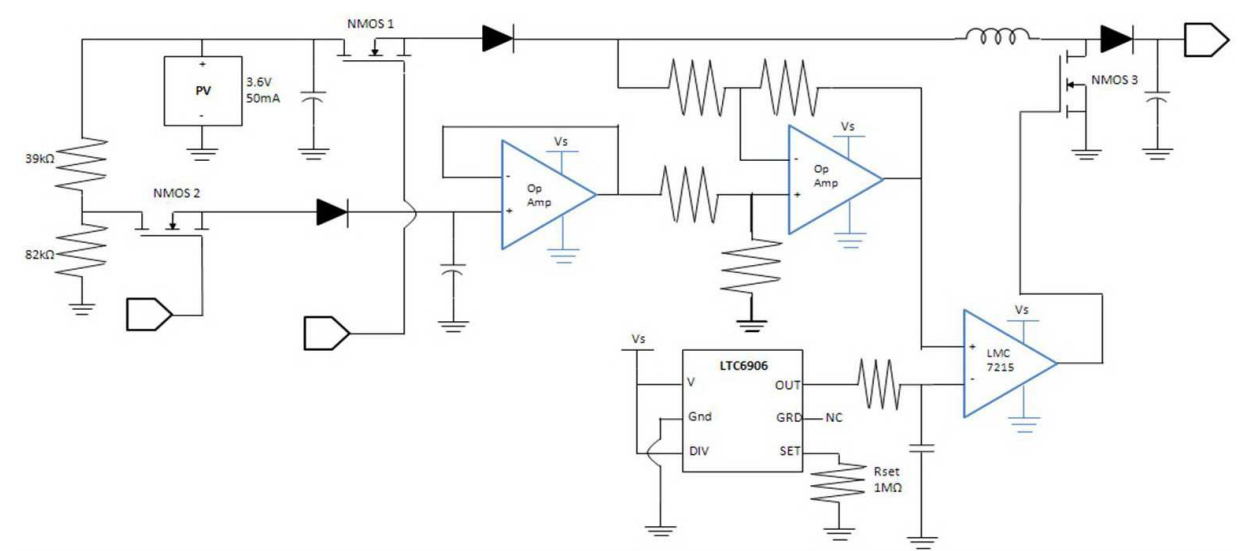 NMOS 1
+
PV
-
3.6V
50mA
NMOS 3
39kΩ
NMOS 2
82kΩ
Vs
-
Op
Amp
+
Vs
-
Op
Amp
+
Vs
LTC6906
V
OUT
Gnd
GRD
NC
DIV
SET
Rset
1MΩ
Vs
+
LMC
7215
-